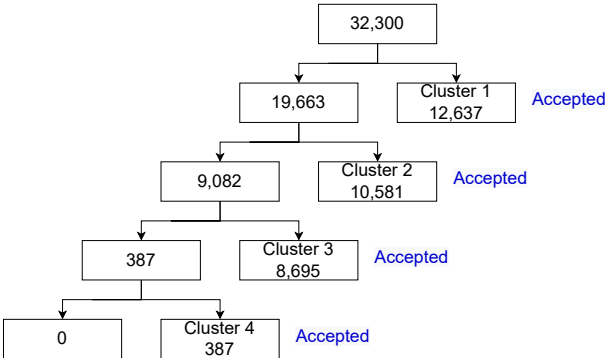 32,300
19,663
Cluster 1
12,637
Accepted
9,082
Cluster 2
10,581
Accepted
387
Cluster 3
8,695
Accepted
0
Cluster 4
387
Accepted